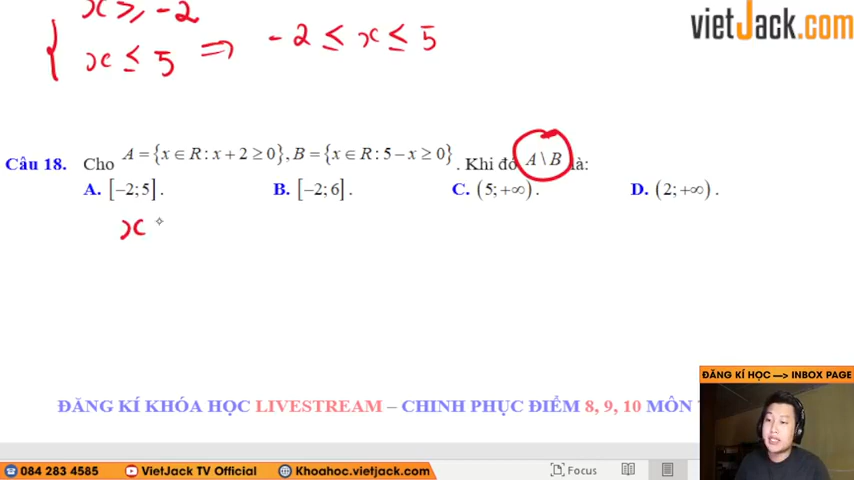 x ≥ -2
vietJack.com
x ≤ 5 ⇒ -2 ≤ x ≤ 5
Câu 18. Cho A = {x ∈ R : x + 2 ≥ 0}, B = {x ∈ R : 5 − x ≥ 0} . Khi đó A \ B là:
A. [−2;5] . B. [−2;6] . C. (5;+∞) . D. (2;+∞) .
x
ĐĂNG KÍ HỌC —> INBOX PAGE
ĐĂNG KÍ KHÓA HỌC LIVESTREAM – CHINH PHỤC ĐIỂM 8, 9, 10 MÔN
084 283 4585 VietJack TV Official Khoahoc.vietjack.com Focus